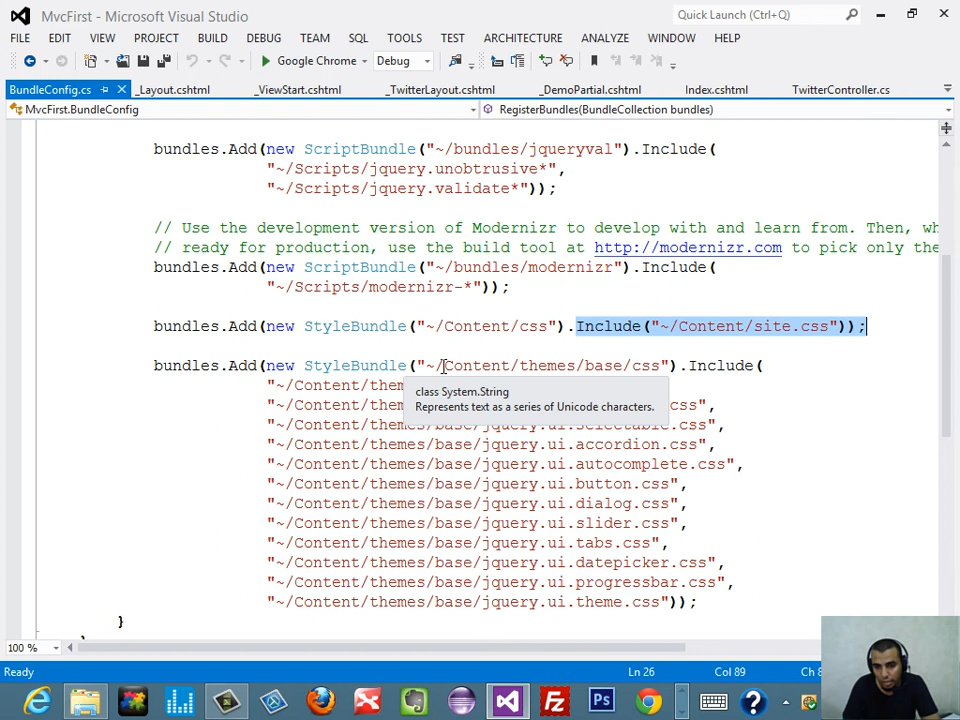 MvcFirst - Microsoft Visual Studio
Quick Launch (Ctrl+Q)
FILE EDIT VIEW PROJECT BUILD DEBUG TEAM SQL TOOLS TEST ARCHITECTURE ANALYZE WINDOW HELP
Google Chrome Debug
BundleConfig.cs _Layout.cshtml _ViewStart.cshtml _TwitterLayout.cshtml _DemoPartial.cshtml Index.cshtml TwitterController.cs
MvcFirst.BundleConfig RegisterBundles(BundleCollection bundles)
bundles.Add(new ScriptBundle("~/bundles/jqueryval").Include(
"~/Scripts/jquery.unobtrusive*",
"~/Scripts/jquery.validate*"));
// Use the development version of Modernizr to develop with and learn from. Then, wh
// ready for production, use the build tool at http://modernizr.com to pick only the
bundles.Add(new ScriptBundle("~/bundles/modernizr").Include(
"~/Scripts/modernizr-*"));
bundles.Add(new StyleBundle("~/Content/css").Include("~/Content/site.css"));
bundles.Add(new StyleBundle("~/Content/themes/base/css").Include(
"~/Content/them
class System.String
Represents text as a series of Unicode characters.
"~/Content/them css",
"~/Content/themes/base/jquery.ui.selectable.css",
"~/Content/themes/base/jquery.ui.accordion.css",
"~/Content/themes/base/jquery.ui.autocomplete.css",
"~/Content/themes/base/jquery.ui.button.css",
"~/Content/themes/base/jquery.ui.dialog.css",
"~/Content/themes/base/jquery.ui.slider.css",
"~/Content/themes/base/jquery.ui.tabs.css",
"~/Content/themes/base/jquery.ui.datepicker.css",
"~/Content/themes/base/jquery.ui.progressbar.css",
"~/Content/themes/base/jquery.ui.theme.css"));
}
100 %
Ready Ln 26 Col 89 Ch 8